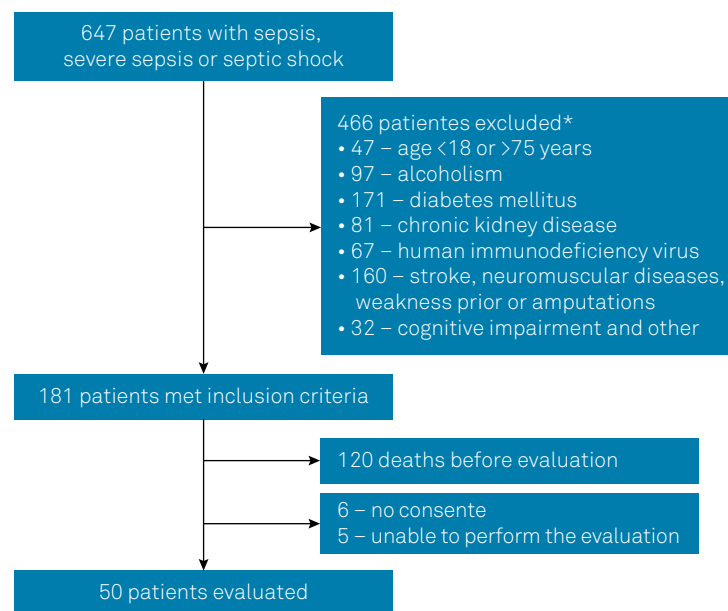 647 patients with sepsis,
severe sepsis or septic shock
466 patientes excluded*
• 47 – age <18 or >75 years
• 97 – alcoholism
• 171 – diabetes mellitus
• 81 – chronic kidney disease
• 67 – human immunodeficiency virus
• 160 – stroke, neuromuscular diseases,
weakness prior or amputations
• 32 – cognitive impairment and other
181 patients met inclusion criteria
120 deaths before evaluation
6 – no consente
5 – unable to perform the evaluation
50 patients evaluated